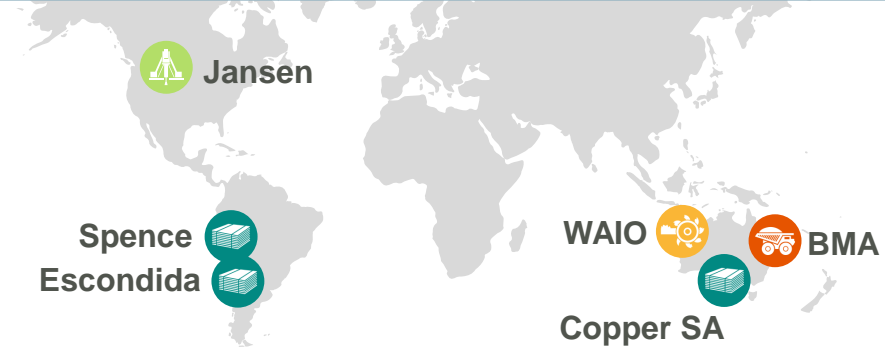 Jansen
Spence
Escondida
WAIO
BMA
Copper SA